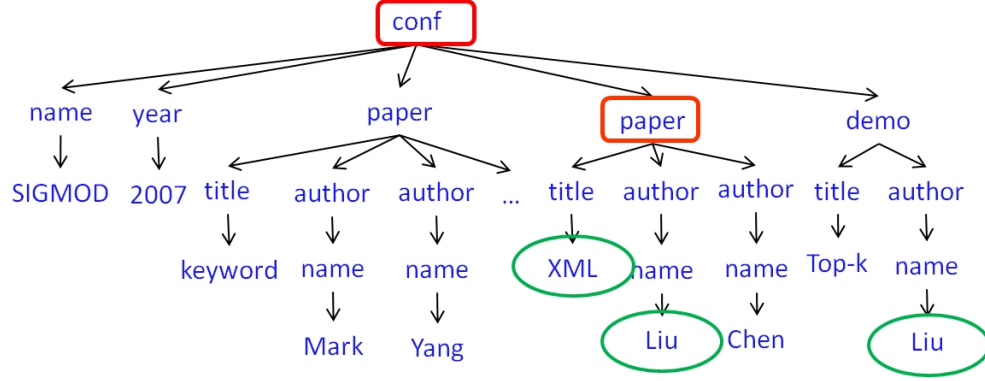 conf
name year paper paper demo
SIGMOD 2007 title author author ... title author author title author
keyword name name XML name name Top-k name
Mark Yang Liu Chen Liu